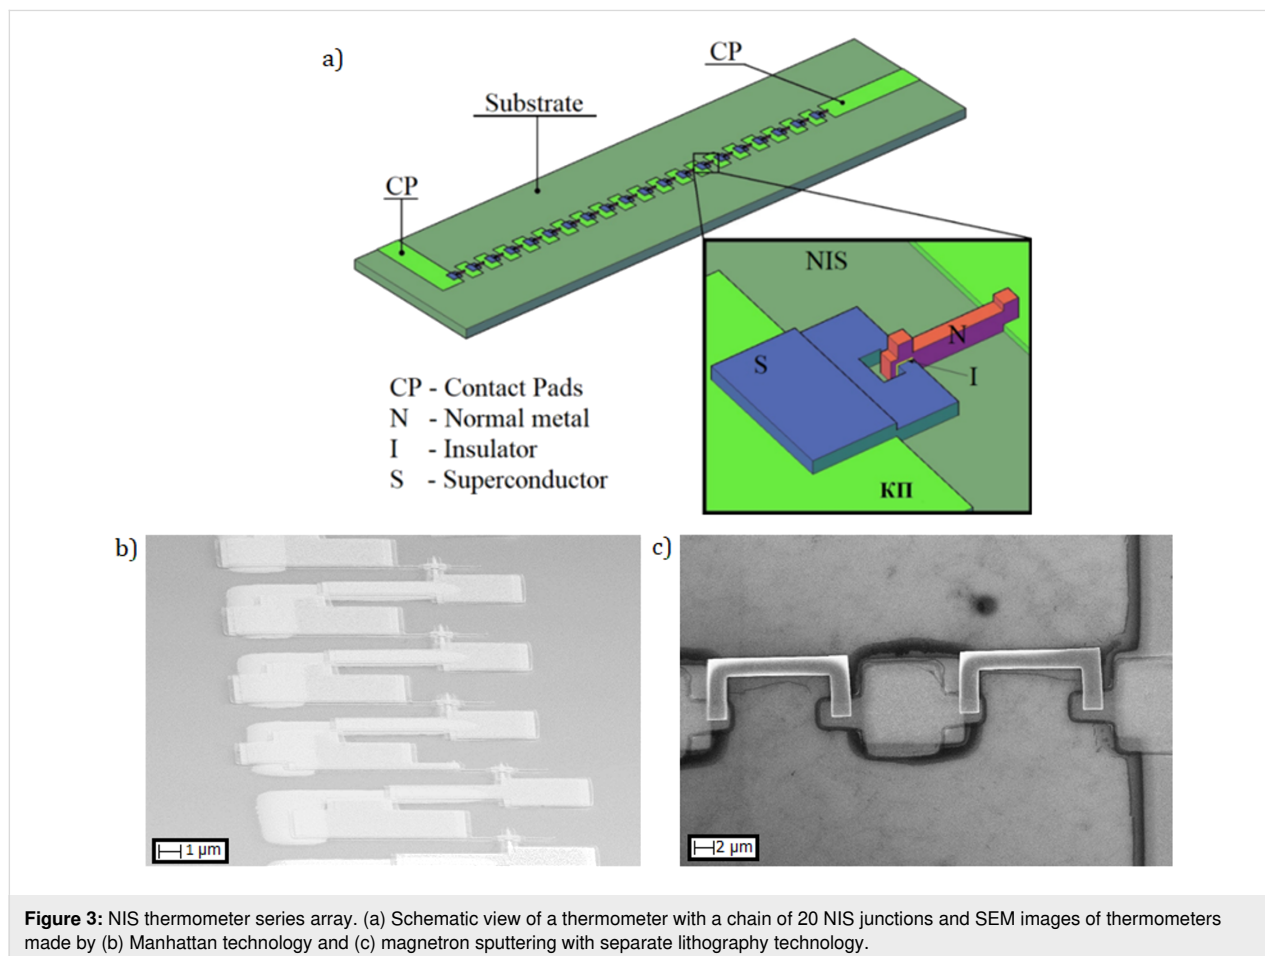 a)
CP
Substrate
CP
NIS
N
S
I
КП
CP - Contact Pads
N - Normal metal
I - Insulator
S - Superconductor
b)
c)
1 µm
2 µm
Figure 3: NIS thermometer series array. (a) Schematic view of a thermometer with a chain of 20 NIS junctions and SEM images of thermometers
made by (b) Manhattan technology and (c) magnetron sputtering with separate lithography technology.